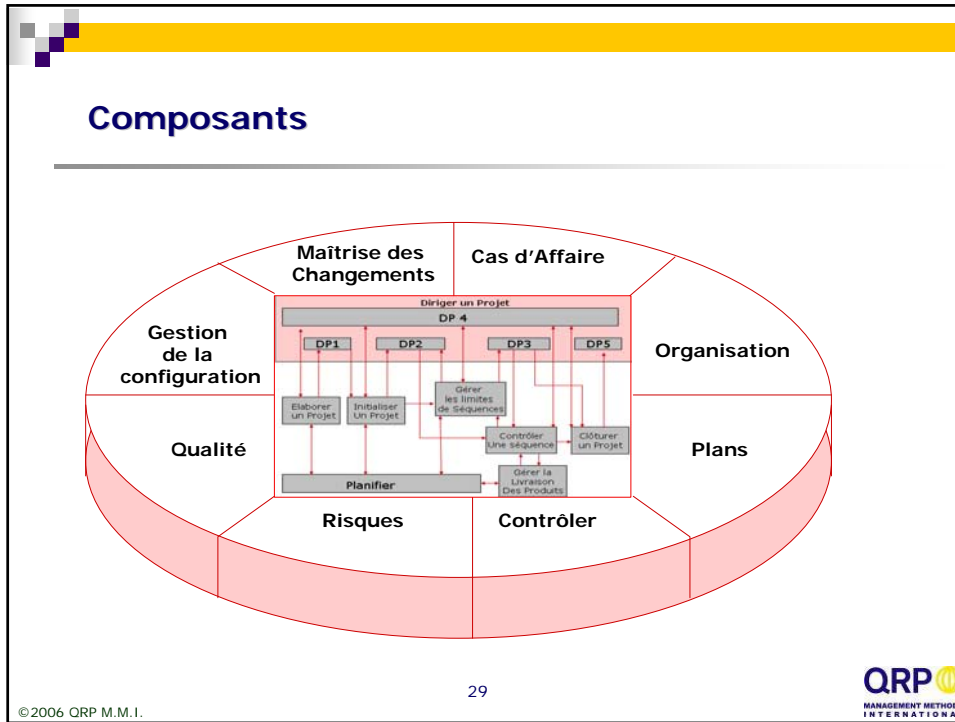 Composants
Maîtrise des
Changements
Cas d'Affaire
Gestion
de la
configuration
Organisation
Qualité
Plans
Risques
Contrôler
Diriger un Projet
DP 4
DP1
DP2
DP3
DP5
Elaborer
un Projet
Initialiser
Un Projet
Gérer
les limites
de Séquences
Contrôler
Une séquence
Clôturer
un Projet
Gérer la
Livraison
Des Produits
Planifier
29
©2006 QRP M.M.I.
QRP
MANAGEMENT METHO
INTERNATIONA